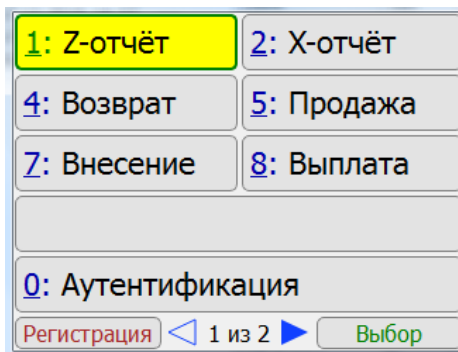 1: Z-отчёт 2: X-отчёт
4: Возврат 5: Продажа
7: Внесение 8: Выплата
0: Аутентификация
Регистрация 1 из 2 Выбор